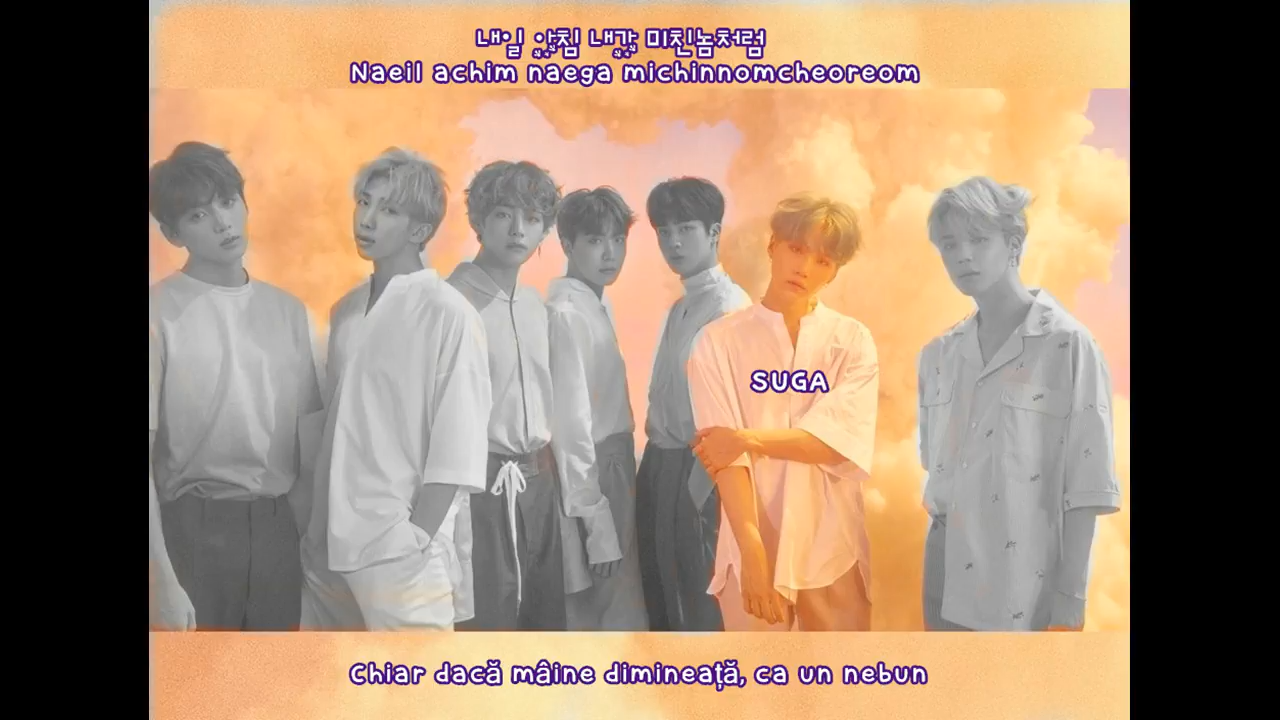 내일 아침 내가 미친놈처럼
Naeil achim naega michinnomcheoreom
SUGA
Chiar dacă mâine dimineață, ca un nebun